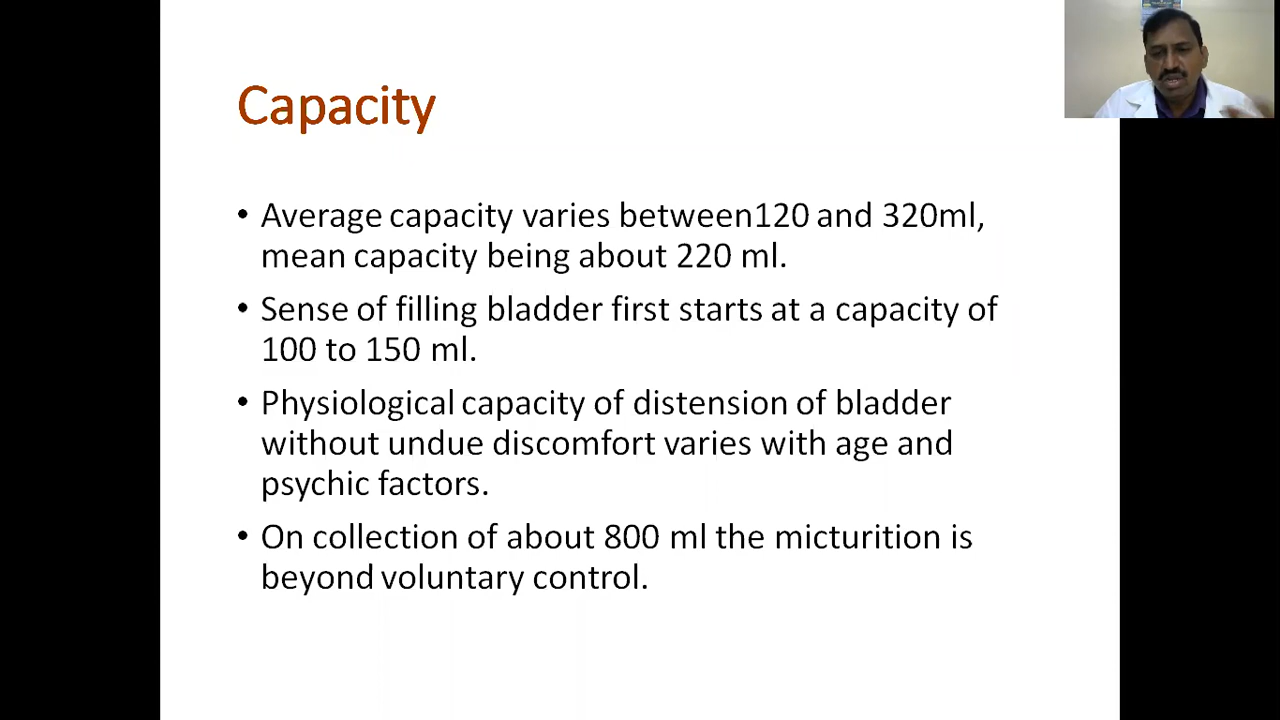 Capacity
• Average capacity varies between120 and 320ml,
mean capacity being about 220 ml.
• Sense of filling bladder first starts at a capacity of
100 to 150 ml.
• Physiological capacity of distension of bladder
without undue discomfort varies with age and
psychic factors.
• On collection of about 800 ml the micturition is
beyond voluntary control.